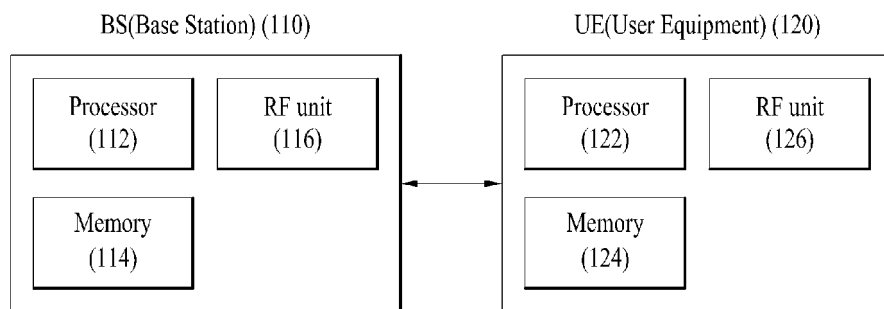 BS(Base Station) (110)
Processor
(112)
RF unit
(116)
Memory
(114)
UE(User Equipment) (120)
Processor
(122)
RF unit
(126)
Memory
(124)